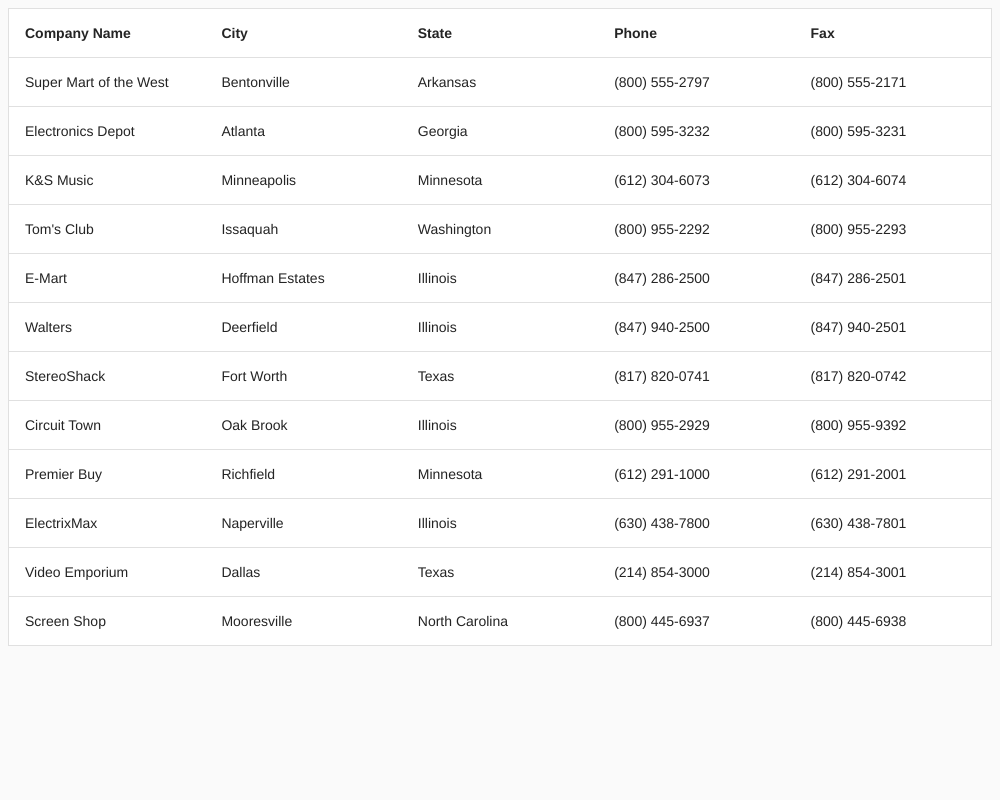 Company Name City State Phone Fax
Super Mart of the West Bentonville Arkansas (800) 555-2797 (800) 555-2171
Electronics Depot Atlanta Georgia (800) 595-3232 (800) 595-3231
K&S Music Minneapolis Minnesota (612) 304-6073 (612) 304-6074
Tom's Club Issaquah Washington (800) 955-2292 (800) 955-2293
E-Mart Hoffman Estates Illinois (847) 286-2500 (847) 286-2501
Walters Deerfield Illinois (847) 940-2500 (847) 940-2501
StereoShack Fort Worth Texas (817) 820-0741 (817) 820-0742
Circuit Town Oak Brook Illinois (800) 955-2929 (800) 955-9392
Premier Buy Richfield Minnesota (612) 291-1000 (612) 291-2001
ElectrixMax Naperville Illinois (630) 438-7800 (630) 438-7801
Video Emporium Dallas Texas (214) 854-3000 (214) 854-3001
Screen Shop Mooresville North Carolina (800) 445-6937 (800) 445-6938